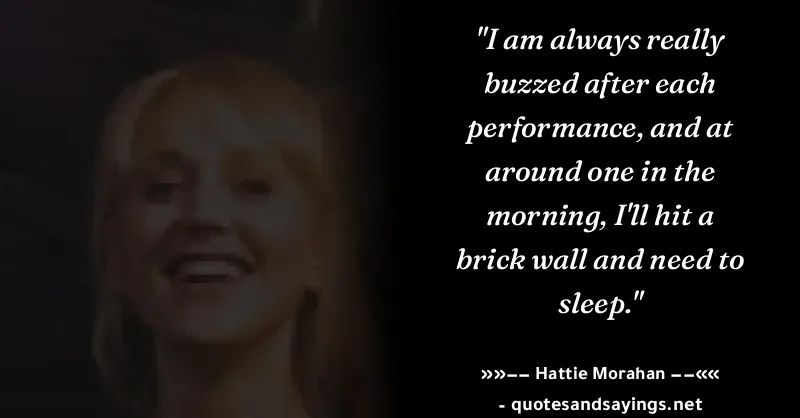 "I am always really
buzzed after each
performance, and at
around one in the
morning, I'll hit a
brick wall and need to
sleep."
»»–– Hattie Morahan ––««
- quotesandsayings.net